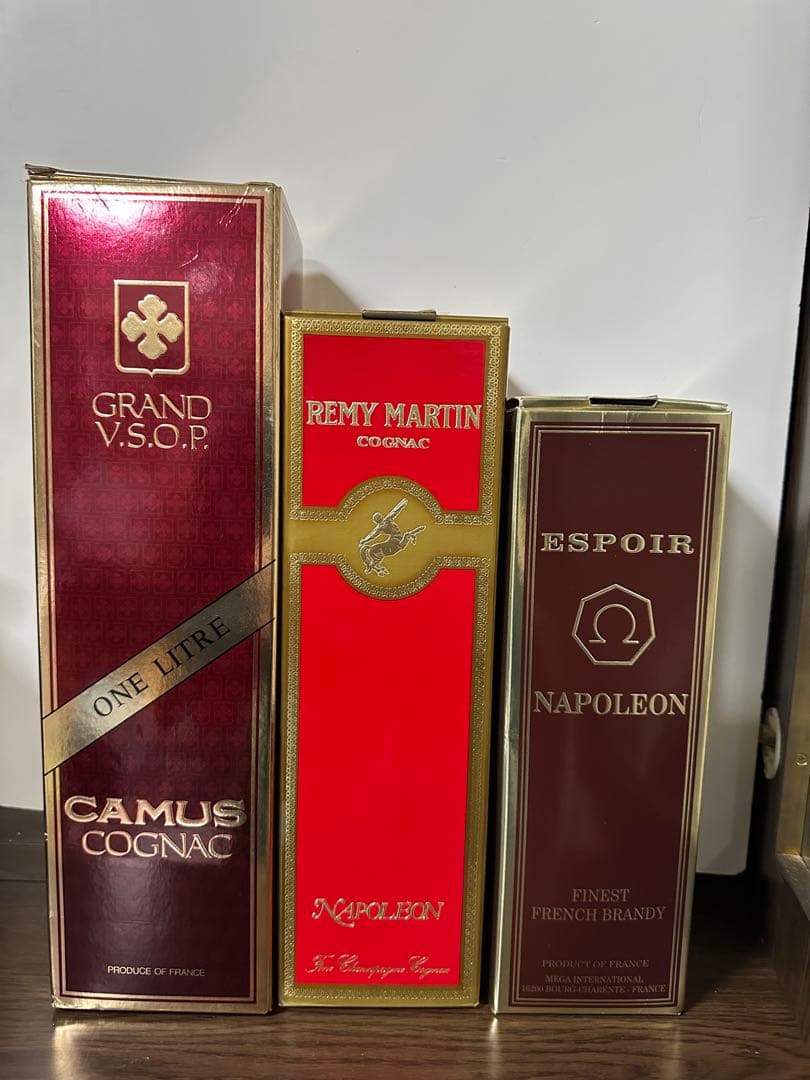 GRAND
V.S.O.P.
ONE LITRE
CAMUS
COGNAC
PRODUCE OF FRANCE
REMY MARTIN
COGNAC
NAPOLEON
Fine Champagne Cognac
ESPOIR
Ω
NAPOLEON
FINEST
FRENCH BRANDY
PRODUCT OF FRANCE
MEGA INTERNATIONAL
16200 BOURG-CHARENTE - FRANCE